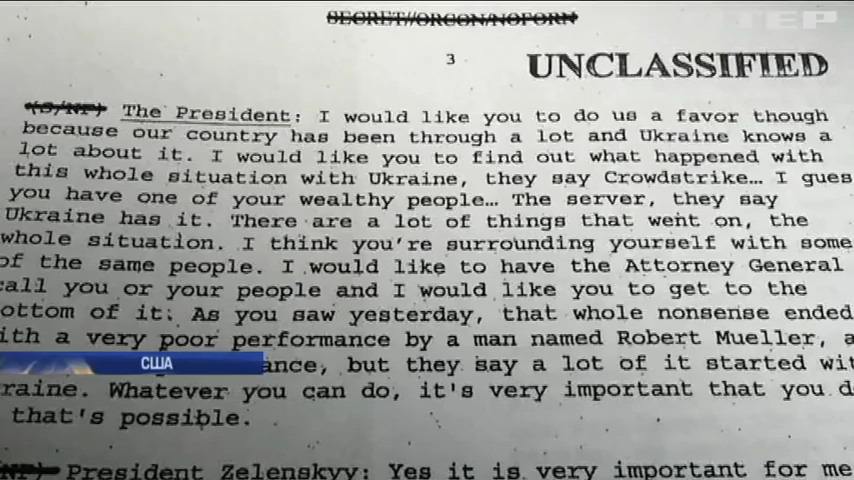 SECRET//ORCON/NOFORN
3
UNCLASSIFIED
(S/NF) The President: I would like you to do us a favor though
because our country has been through a lot and Ukraine knows a
lot about it. I would like you to find out what happened with
this whole situation with Ukraine, they say Crowdstrike… I gues
you have one of your wealthy people… The server, they say
Ukraine has it. There are a lot of things that went on, the
whole situation. I think you're surrounding yourself with some
of the same people. I would like to have the Attorney General
call you or your people and I would like you to get to the
ottom of it. As you saw yesterday, that whole nonsense ended
ith a very poor performance by a man named Robert Mueller, a
ance, but they say a lot of it started wit
raine. Whatever you can do, it's very important that you d
that's possible.
NF) President Zelenskyy: Yes it is very important for me
США
ІНТЕР